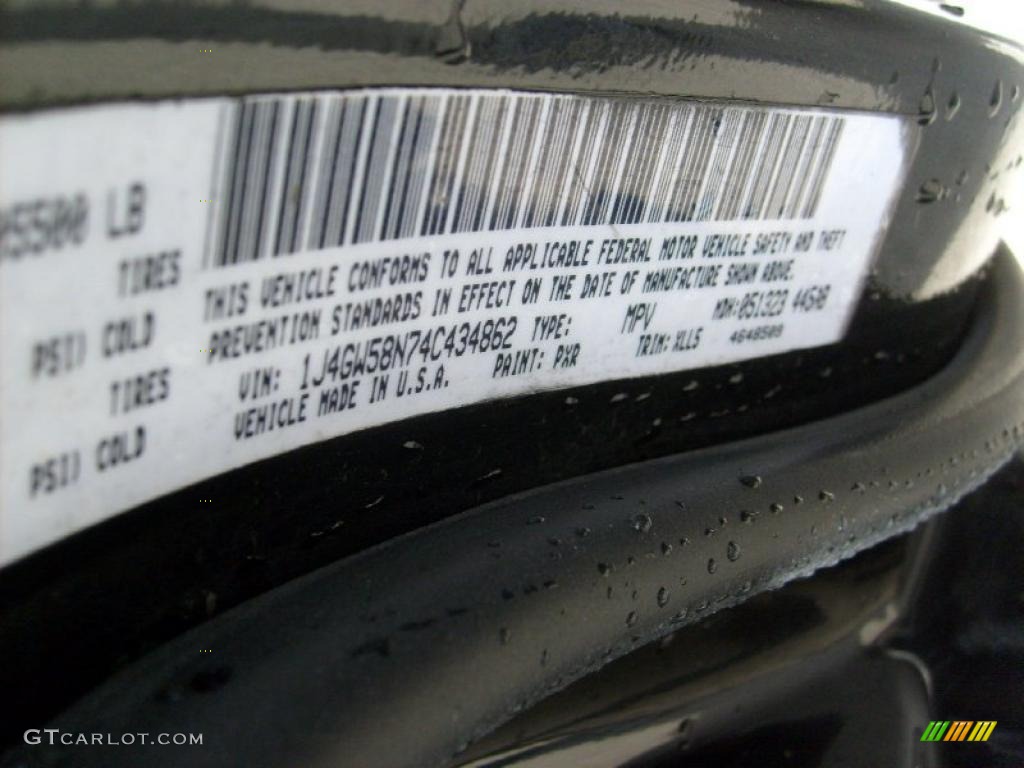 5500 LB
TIRES
PSI) COLD
TIRES
PSI) COLD
THIS VEHICLE CONFORMS TO ALL APPLICABLE FEDERAL MOTOR VEHICLE SAFETY AND THEFT
PREVENTION STANDARDS IN EFFECT ON THE DATE OF MANUFACTURE SHOWN ABOVE.
VIN: 1J4GW58N74C434862 TYPE: MPV MDH:051323 4450
VEHICLE MADE IN U.S.A. PAINT: PXR TRIM: XLL5 4648509
GTCARLOT.COM